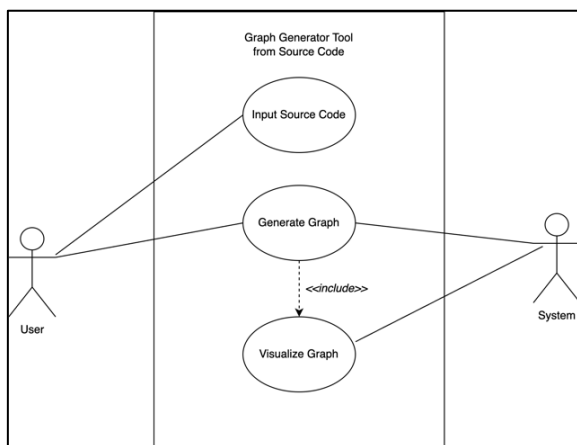 Graph Generator Tool
from Source Code
Input Source Code
Generate Graph
<<include>>
User
System
Visualize Graph